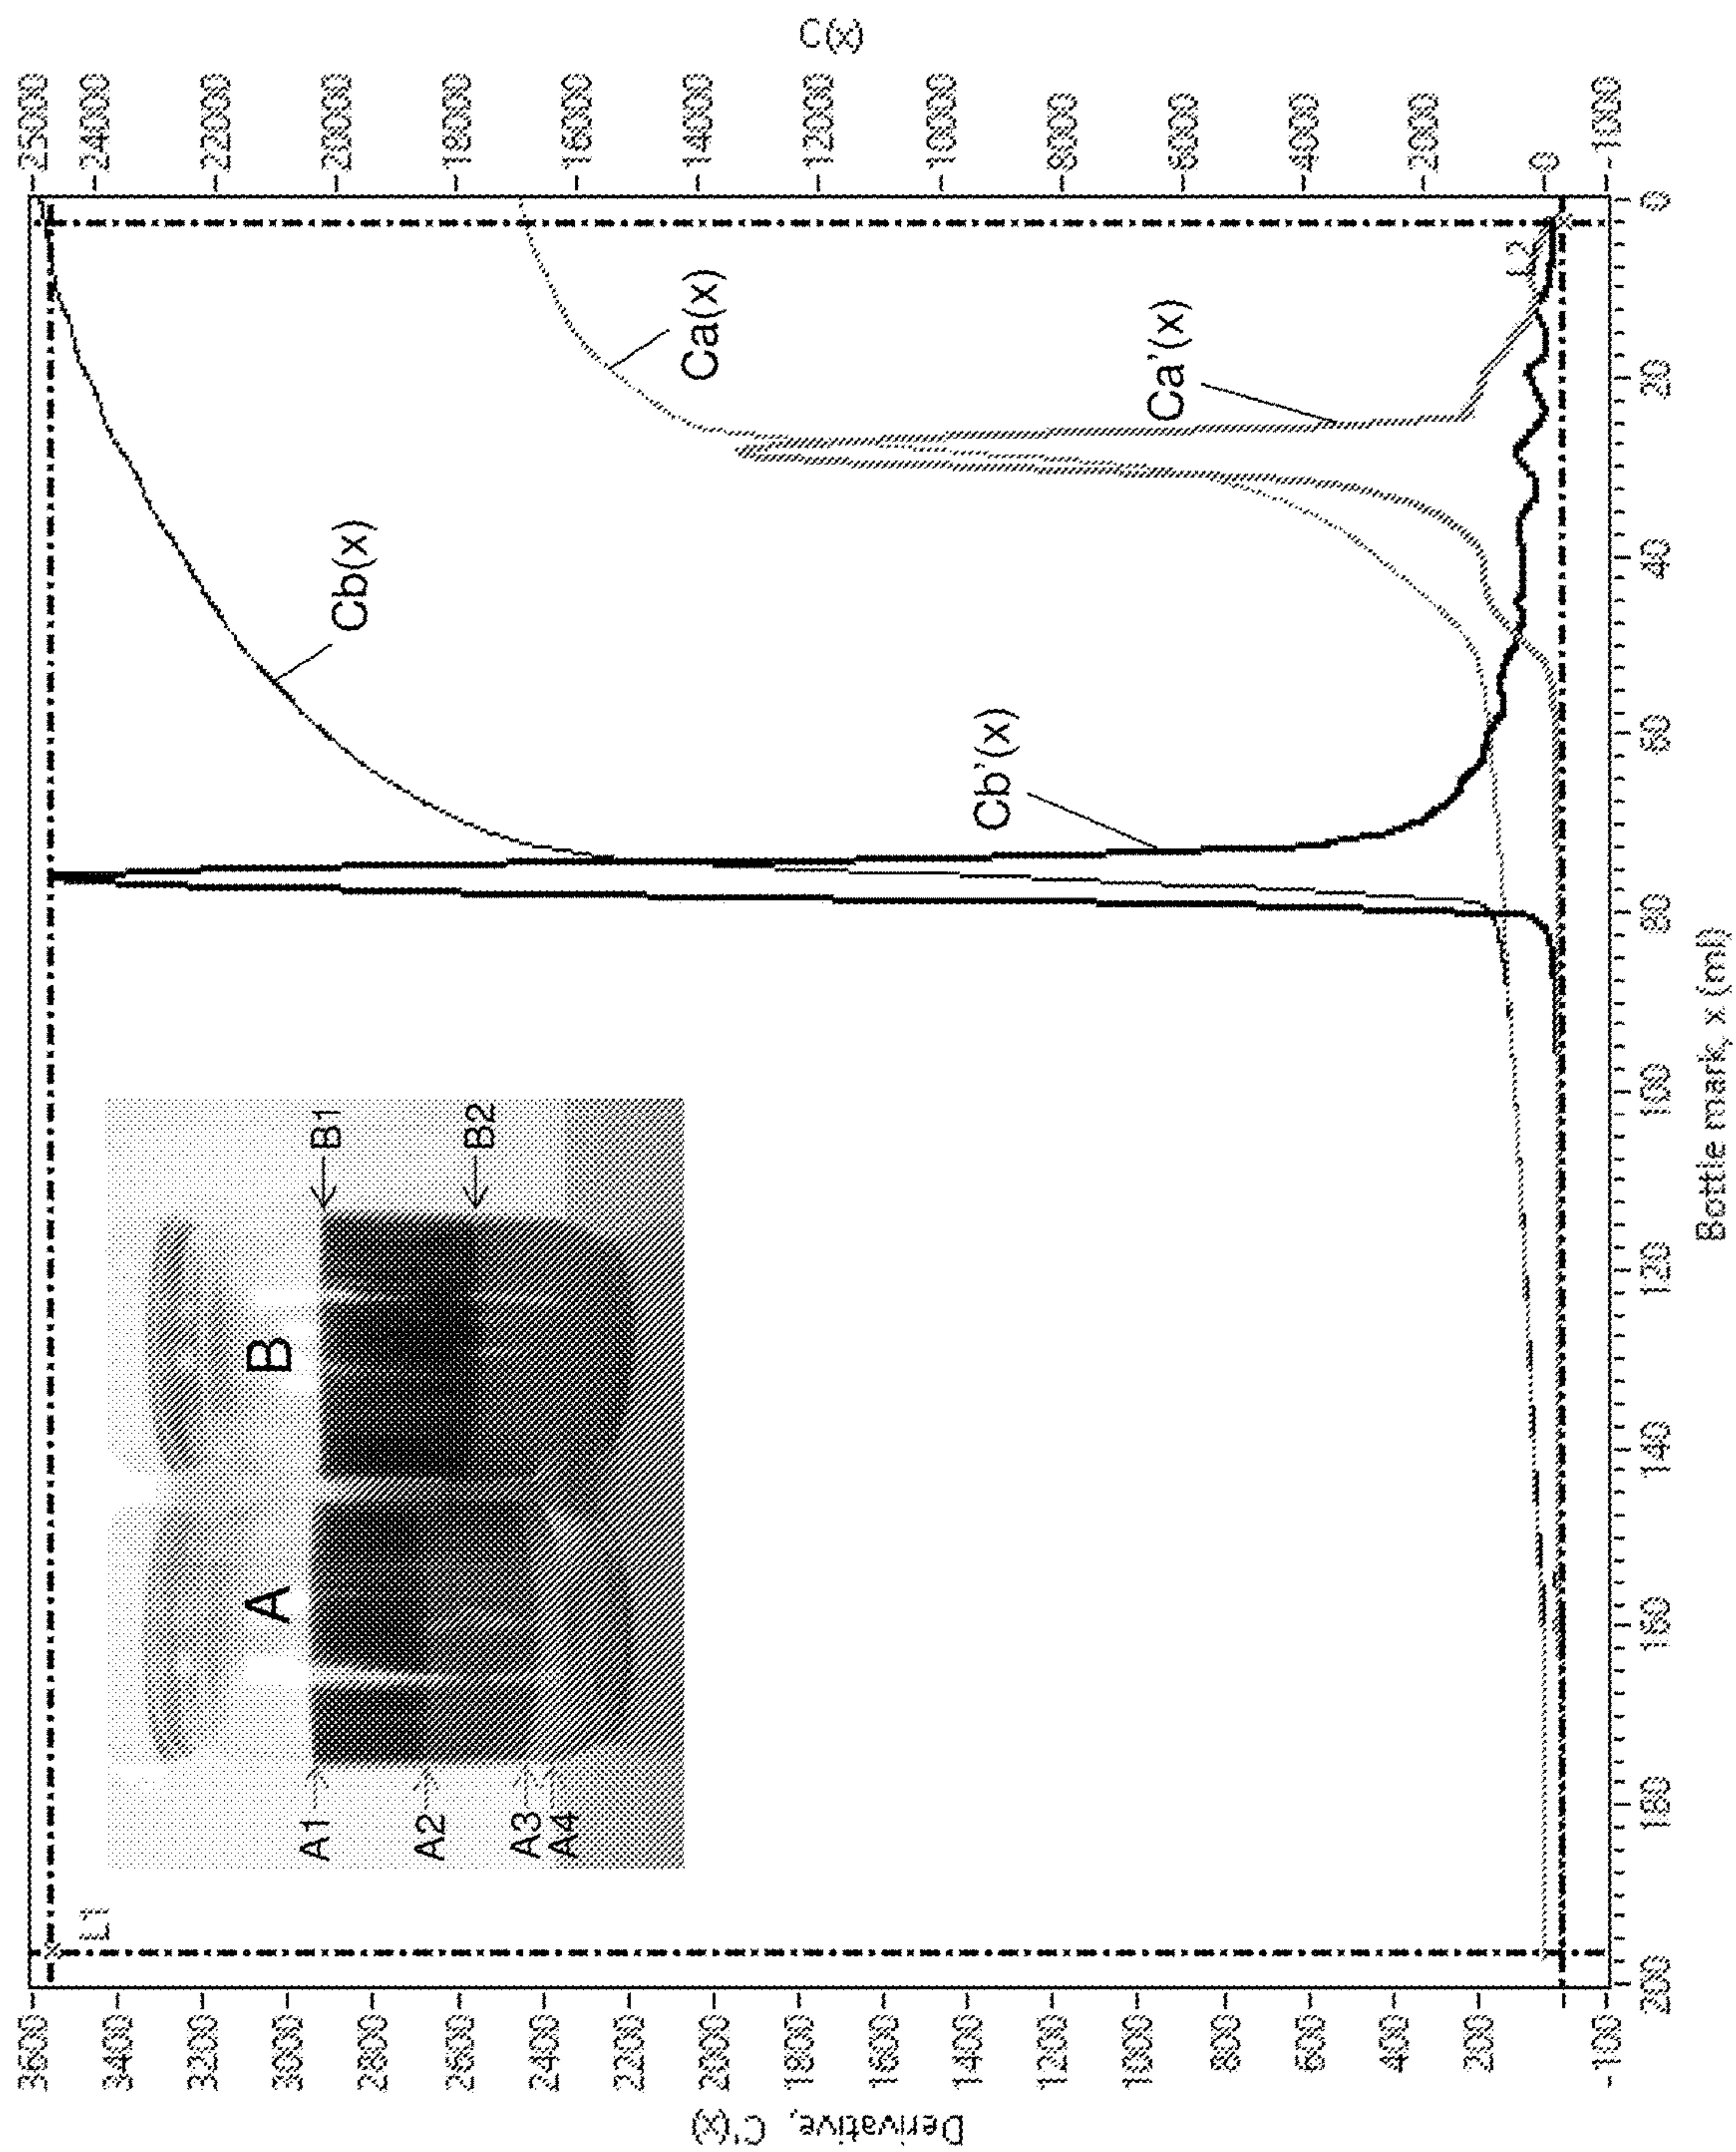 Derivative, C'(x)
3600
3400
3200
3000
2800
2600
2400
2200
2000
1800
1600
1400
1200
1000
800
600
400
200
-100
L1
A1
A2
A3
A4
A
B
B1
B2
Cb'(x)
Cb(x)
Ca(x)
Ca'(x)
L2
25000
24000
22000
20000
18000
16000
14000
12000
10000
8000
6000
4000
2000
0
-1000
C(x)
200 180 160 140 120 100 80 60 40 20 0
Bottle mark, x (ml)